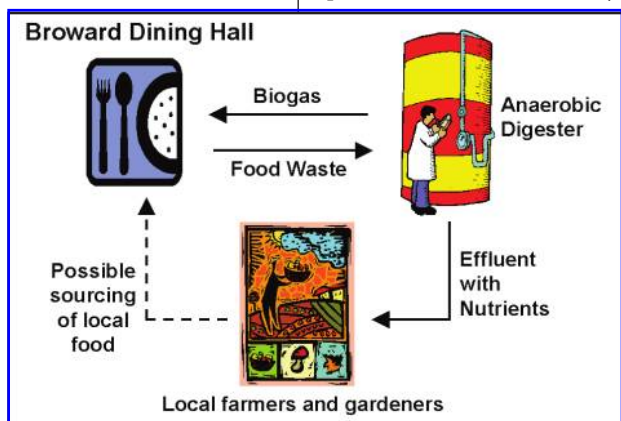 Broward Dining Hall
Biogas
Food Waste
Anaerobic
Digester
Effluent
with
Nutrients
Possible
sourcing
of local
food
Local farmers and gardeners